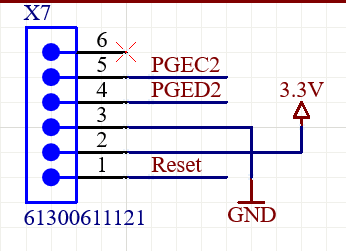 X7
6
5 PGEC2
4 PGED2
3.3V
3
2
1 Reset
61300611121
GND